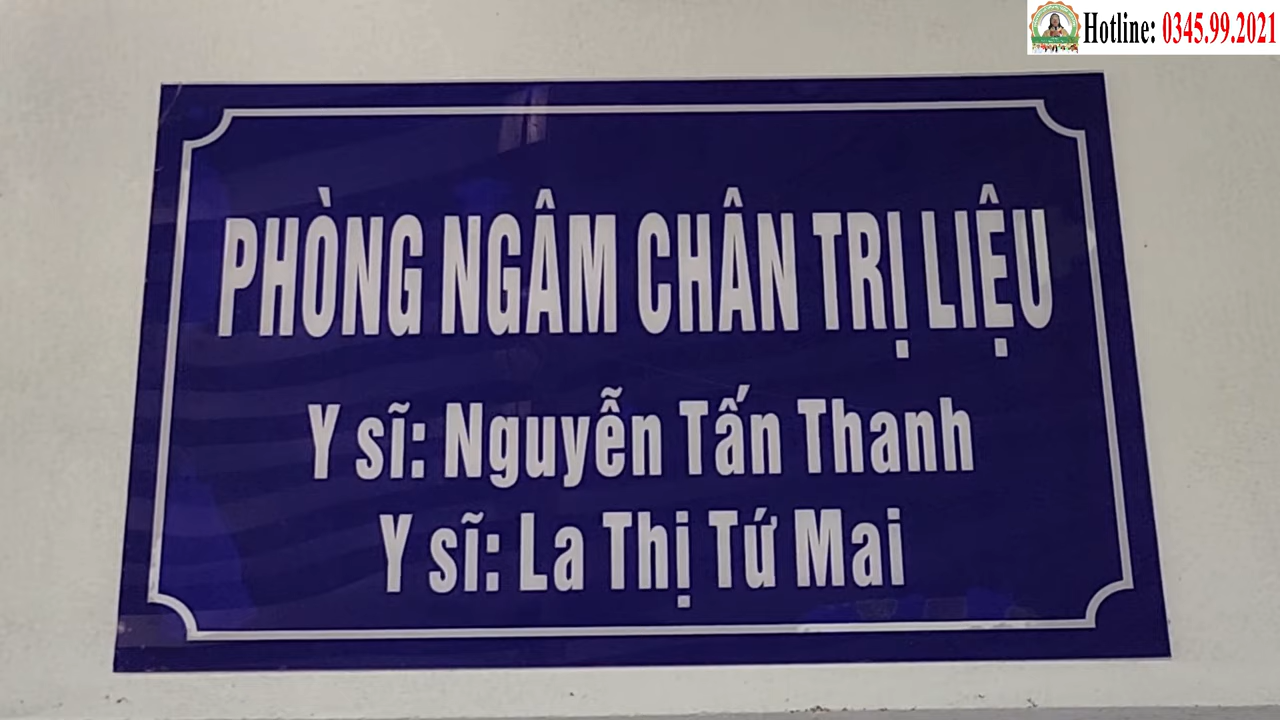 Hotline: 0345.99.2021
PHÒNG NGÂM CHÂN TRỊ LIỆU
Y sĩ: Nguyễn Tấn Thanh
Y sĩ: La Thị Tứ Mai